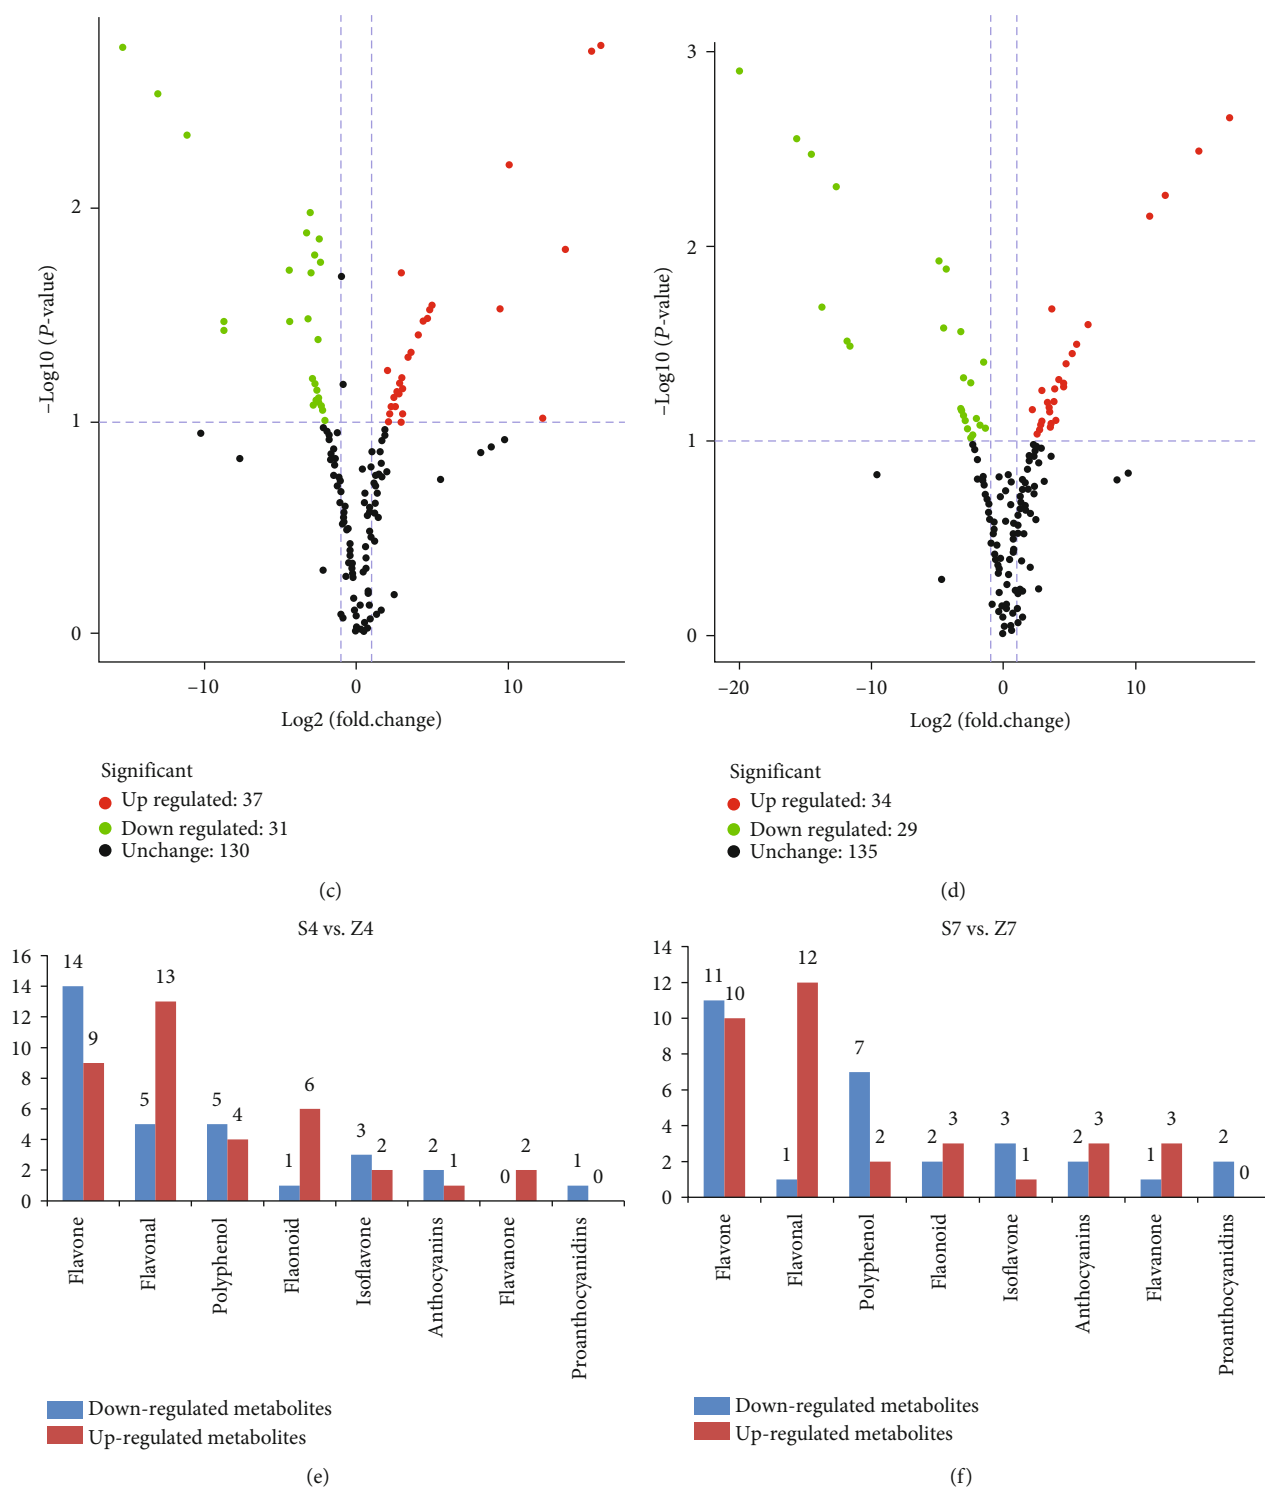 2
1
0
−Log10 (P-value)
−10
0
10
Log2 (fold.change)
Significant
Up regulated: 37
Down regulated: 31
Unchange: 130
(c)
3
2
1
0
−Log10 (P-value)
−20
−10
0
10
Log2 (fold.change)
Significant
Up regulated: 34
Down regulated: 29
Unchange: 135
(d)
S4 vs. Z4
16
14
12
10
8
6
4
2
0
14
9
5
13
5
4
1
6
3
2
2
1
0
2
1
0
Flavone
Flavonal
Polyphenol
Flaonoid
Isoflavone
Anthocyanins
Flavanone
Proanthocyanidins
Down-regulated metabolites
Up-regulated metabolites
(e)
S7 vs. Z7
14
12
10
8
6
4
2
0
11
10
1
12
7
2
2
3
3
1
2
3
1
3
2
0
Flavone
Flavonal
Polyphenol
Flaonoid
Isoflavone
Anthocyanins
Flavanone
Proanthocyanidins
Down-regulated metabolites
Up-regulated metabolites
(f)